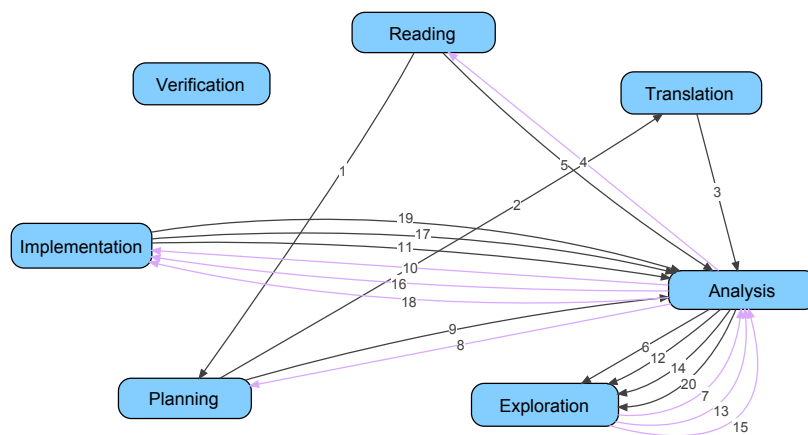 Reading
Verification
Translation
1
5
4
2
3
19
17
11
10
16
18
Implementation
Analysis
9
8
6
12
14
20
7
13
15
Planning
Exploration